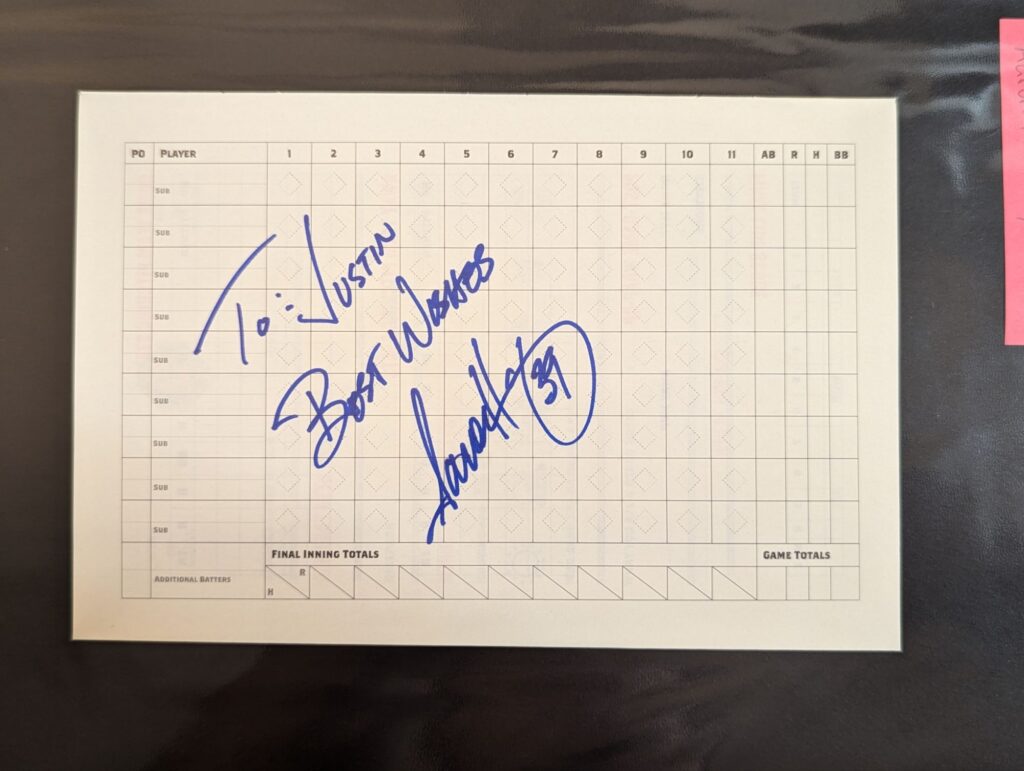 PO PLAYER 1 2 3 4 5 6 7 8 9 10 11 AB R H BB
SUB
SUB
SUB
SUB
SUB
SUB
SUB
SUB
SUB
To: Justin
Best Wishes
39
FINAL INNING TOTALS GAME TOTALS
ADDITIONAL BATTERS H R